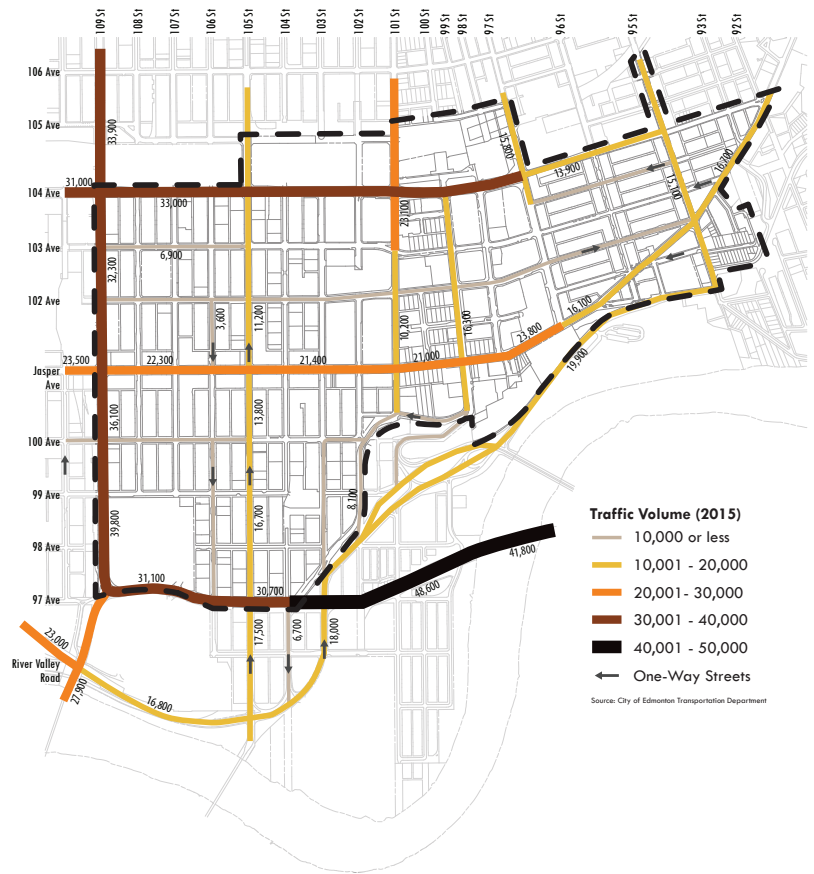 109 St
108 St
107 St
106 St
105 St
104 St
103 St
102 St
101 St
100 St
99 St
98 St
97 St
96 St
95 St
93 St
92 St
106 Ave
105 Ave
33,900
15,800
13,900
16,700
15,100
31,000
104 Ave
33,000
23,100
103 Ave
6,900
32,300
102 Ave
3,600
11,200
10,200
16,300
16,100
23,800
19,900
23,500
22,300
21,400
21,000
Jasper
Ave
36,100
13,800
100 Ave
99 Ave
8,100
39,800
16,700
98 Ave
31,100
30,700
48,600
41,800
97 Ave
17,500
6,700
18,000
23,000
River Valley
Road
27,900
16,800
Traffic Volume (2015)
10,000 or less
10,001 - 20,000
20,001- 30,000
30,001 - 40,000
40,001 - 50,000
One-Way Streets
Source: City of Edmonton Transportation Department